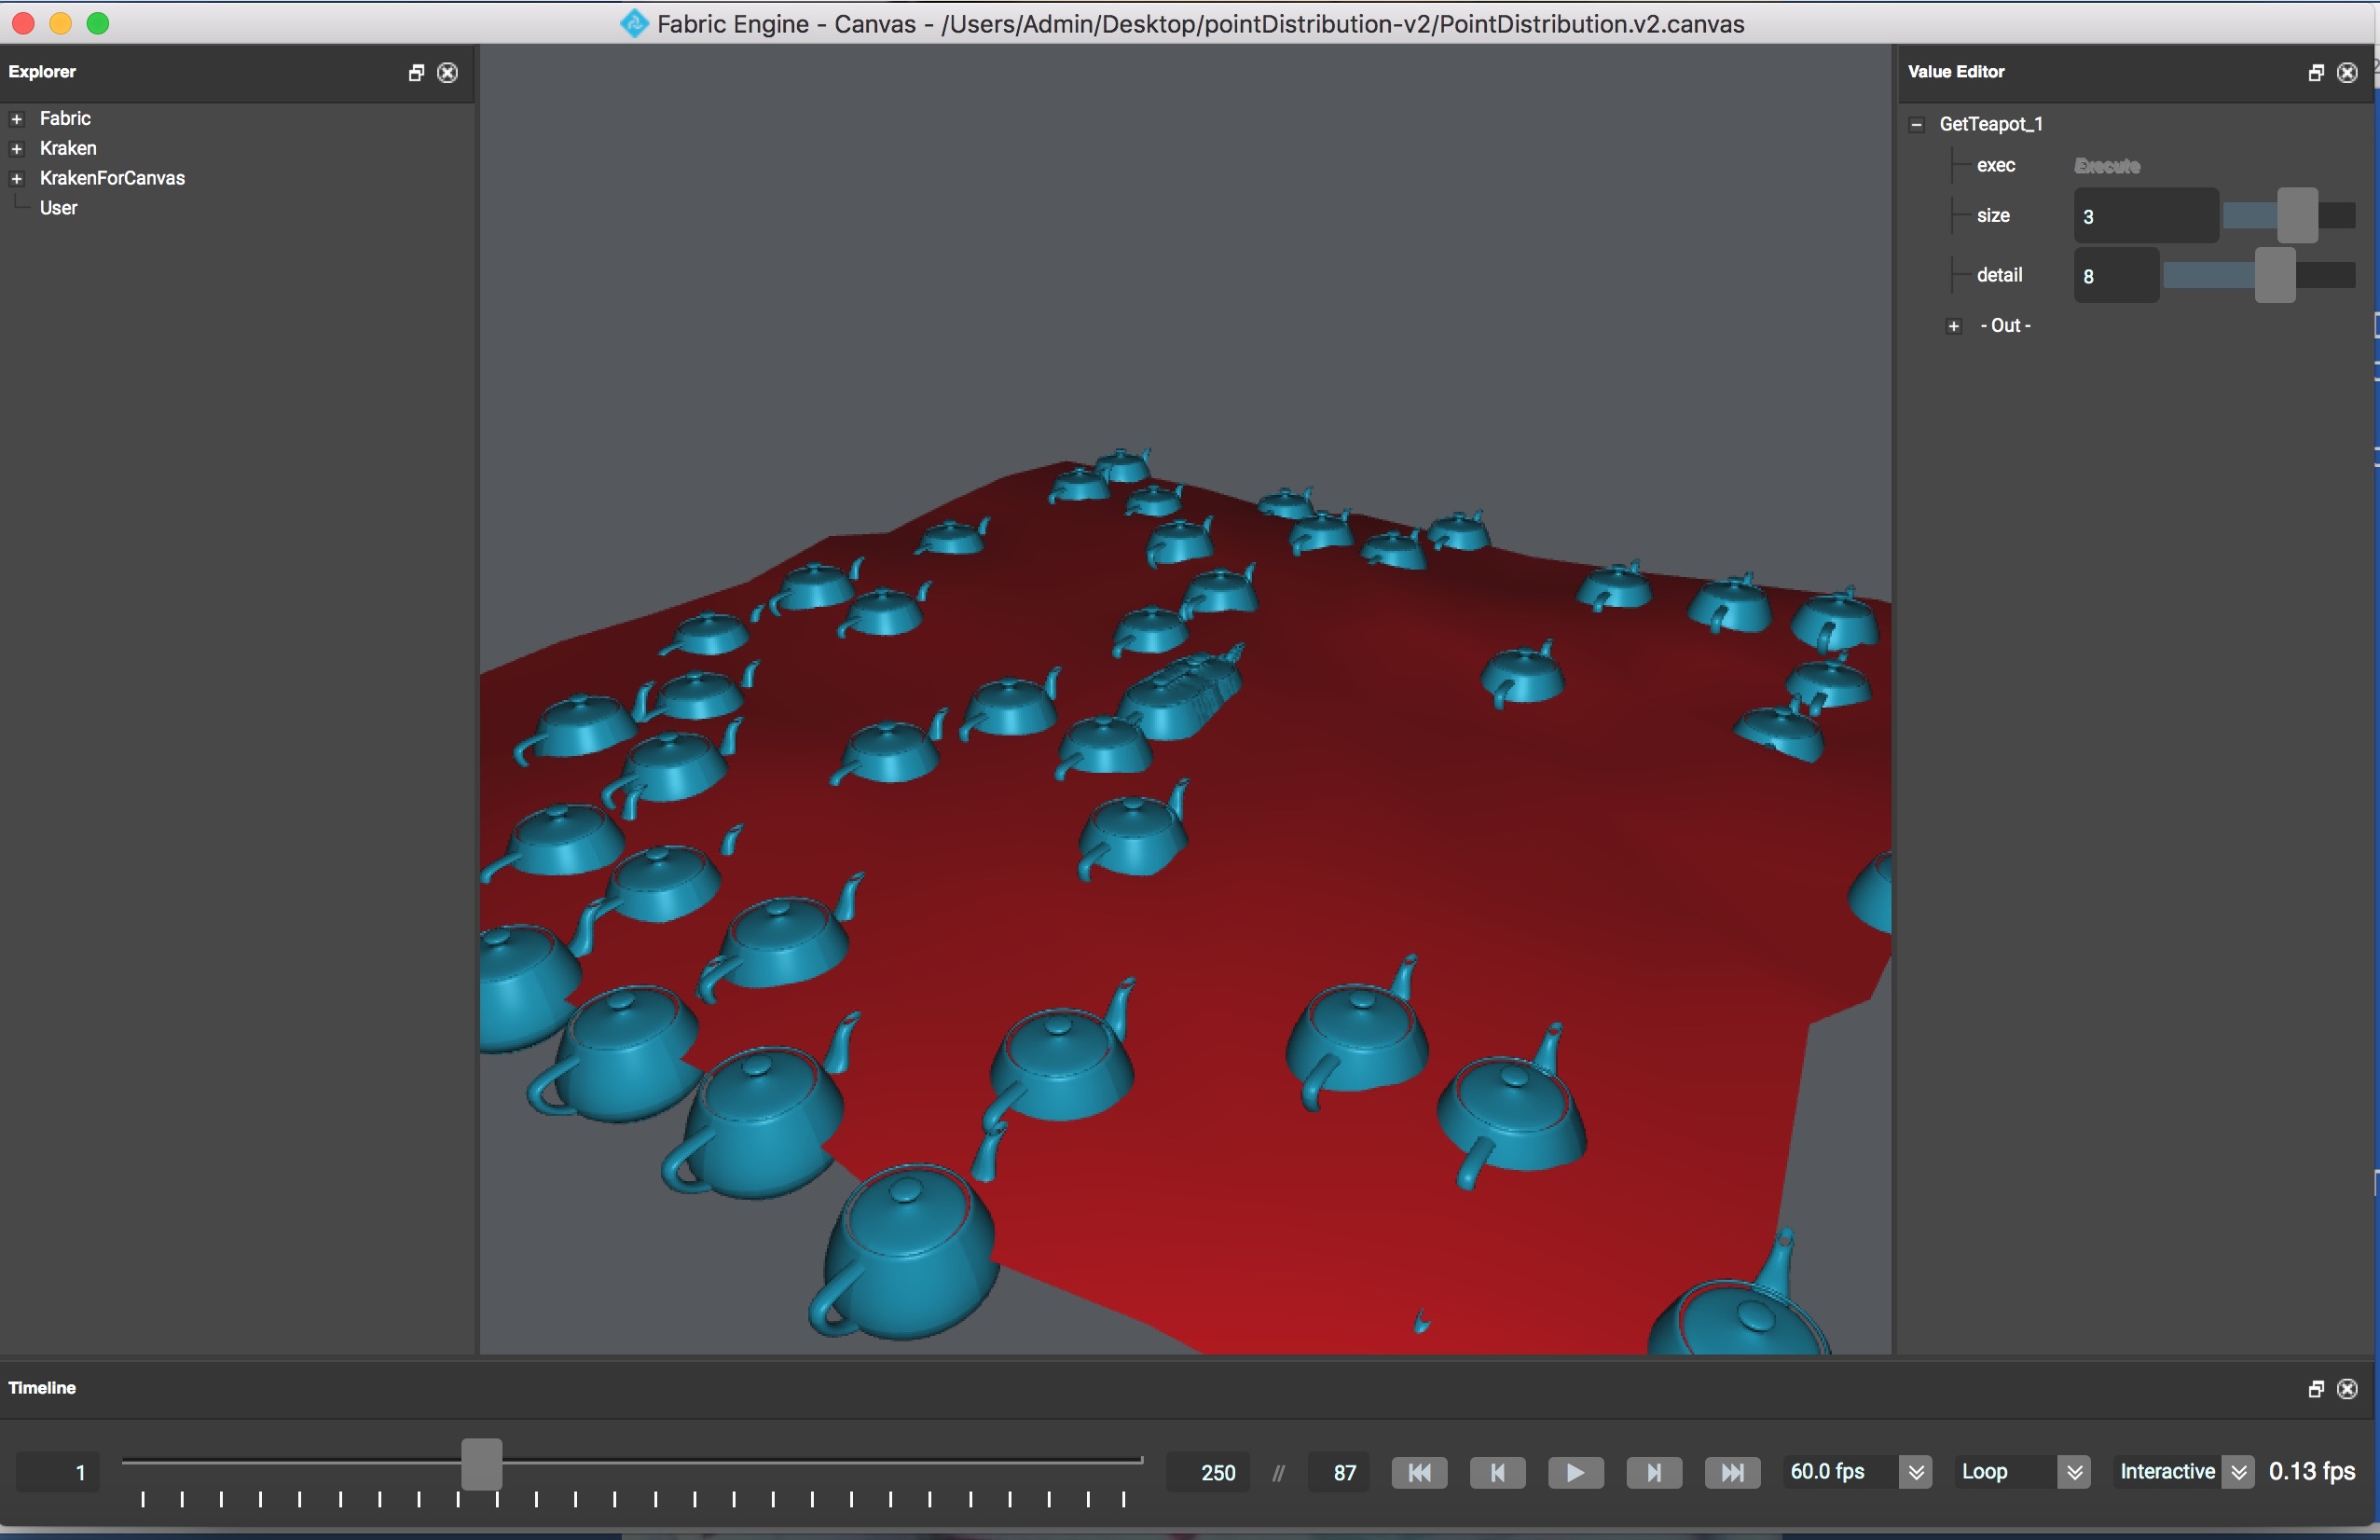 Fabric Engine - Canvas - /Users/Admin/Desktop/pointDistribution-v2/PointDistribution.v2.canvas
Explorer
Fabric
Kraken
KrakenForCanvas
User
Value Editor
GetTeapot_1
exec Execute
size 3
detail 8
- Out -
Timeline
1 250 // 87 60.0 fps Loop Interactive 0.13 fps